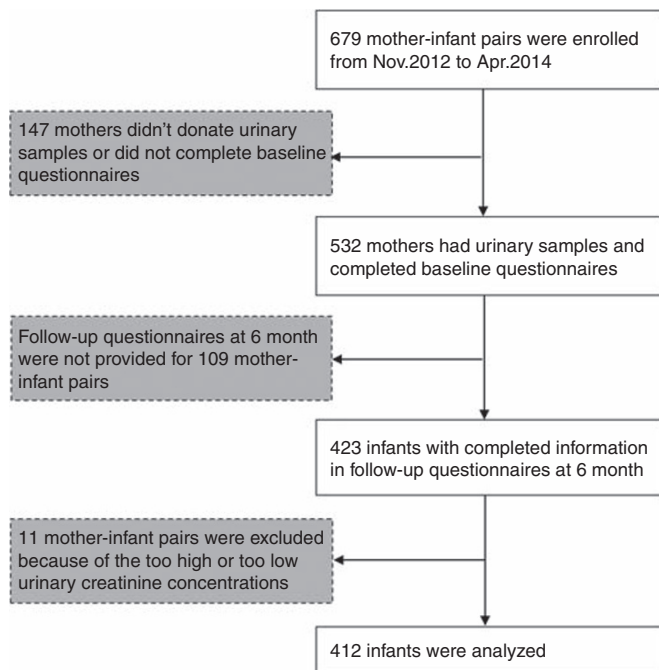 679 mother-infant pairs were enrolled
from Nov.2012 to Apr.2014
147 mothers didn't donate urinary
samples or did not complete baseline
questionnaires
532 mothers had urinary samples and
completed baseline questionnaires
Follow-up questionnaires at 6 month
were not provided for 109 mother-
infant pairs
423 infants with completed information
in follow-up questionnaires at 6 month
11 mother-infant pairs were excluded
because of the too high or too low
urinary creatinine concentrations
412 infants were analyzed